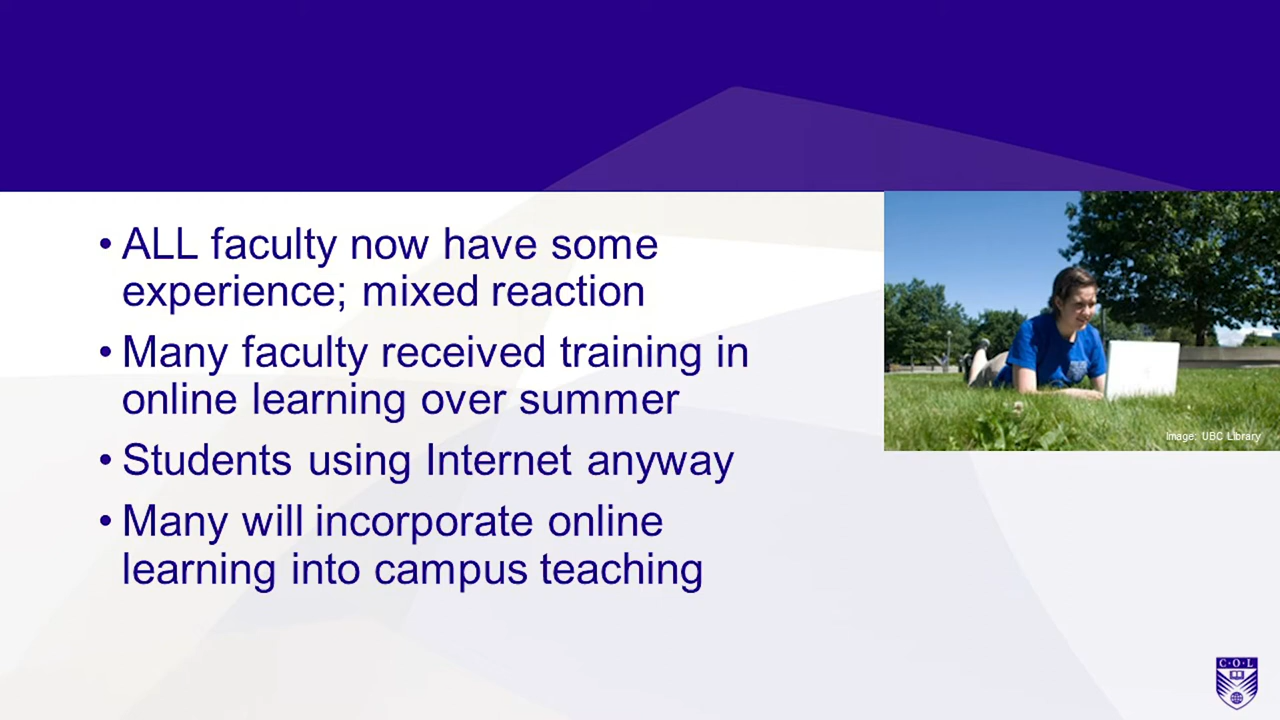 • ALL faculty now have some
experience; mixed reaction
• Many faculty received training in
online learning over summer
• Students using Internet anyway
• Many will incorporate online
learning into campus teaching
Image: UBC Library
C·O·L